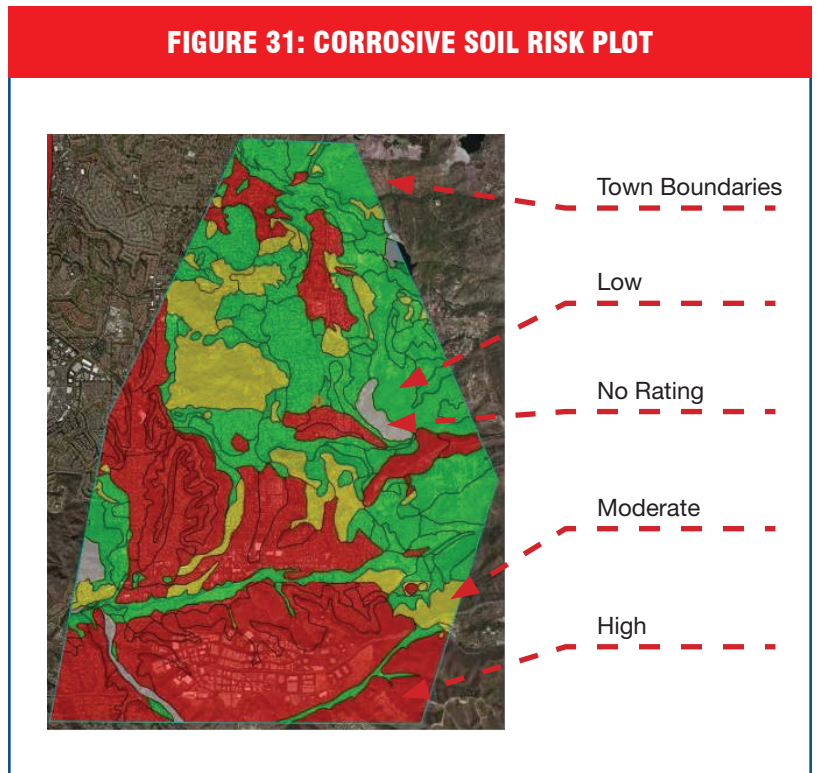 FIGURE 31: CORROSIVE SOIL RISK PLOT
Town Boundaries
Low
No Rating
Moderate
High